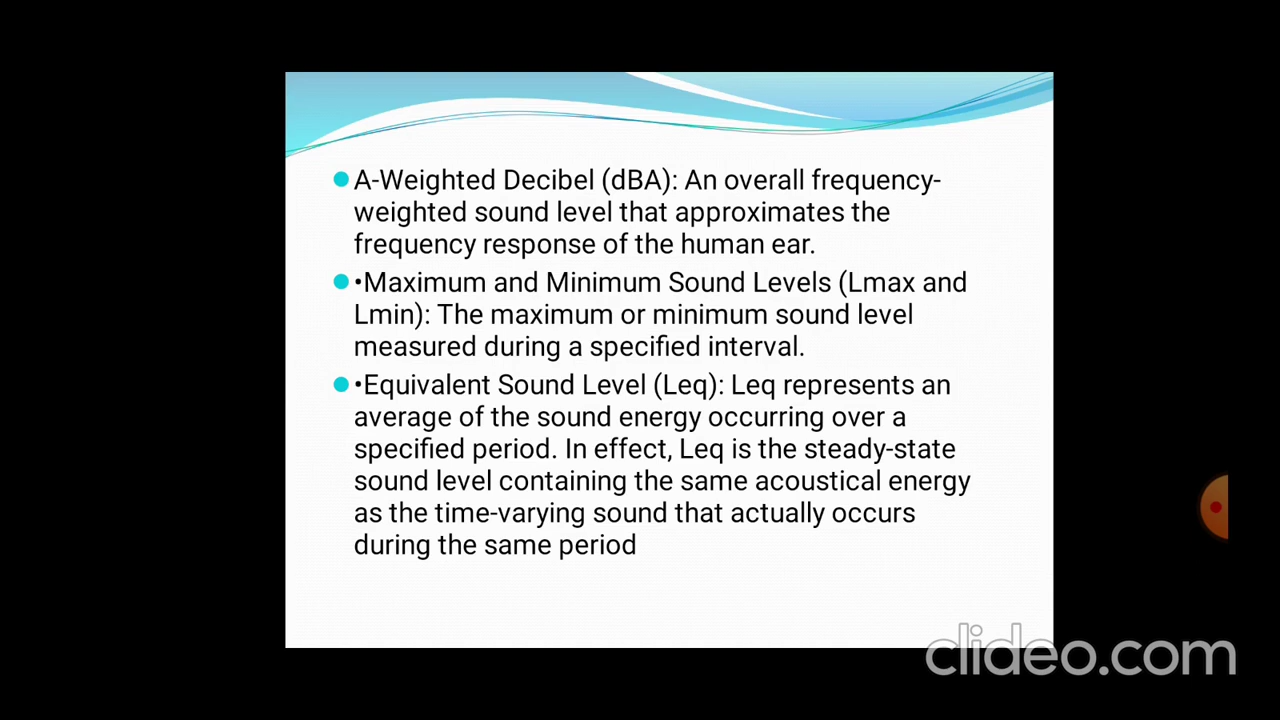 A-Weighted Decibel (dBA): An overall frequency-
weighted sound level that approximates the
frequency response of the human ear.
•Maximum and Minimum Sound Levels (Lmax and
Lmin): The maximum or minimum sound level
measured during a specified interval.
•Equivalent Sound Level (Leq): Leq represents an
average of the sound energy occurring over a
specified period. In effect, Leq is the steady-state
sound level containing the same acoustical energy
as the time-varying sound that actually occurs
during the same period
clideo.com